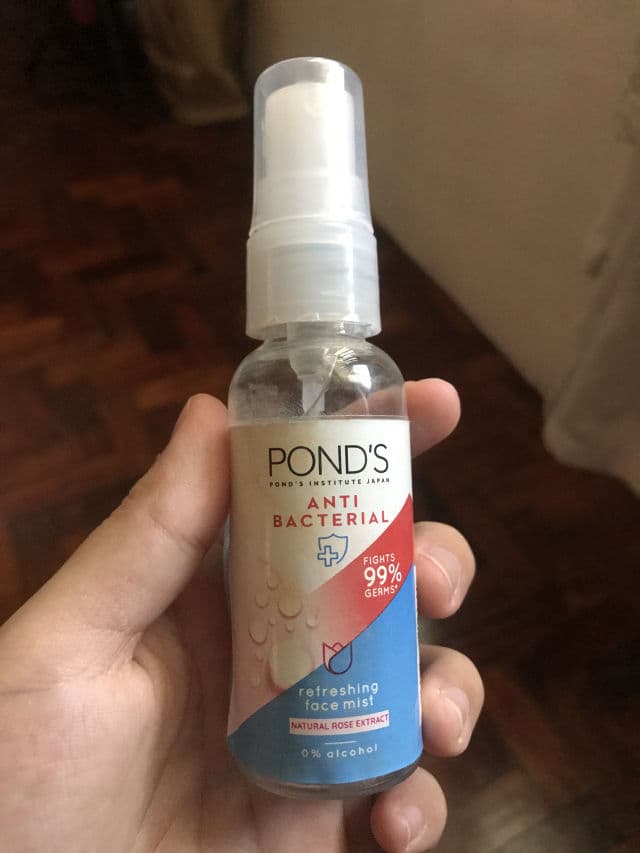 POND'S
POND'S INSTITUTE JAPAN
ANTI
BACTERIAL
FIGHTS
99%
GERMS*
refreshing
face mist
NATURAL ROSE EXTRACT
0% alcohol